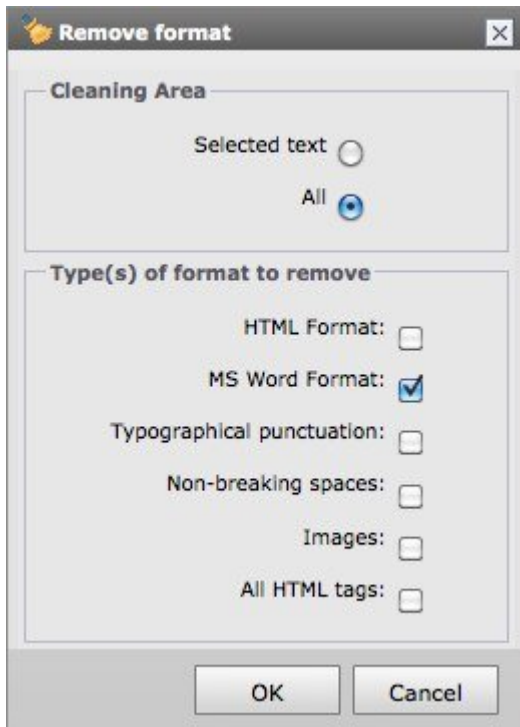 Remove format
Cleaning Area
Selected text
All
Type(s) of format to remove
HTML Format:
MS Word Format:
Typographical punctuation:
Non-breaking spaces:
Images:
All HTML tags:
OK Cancel